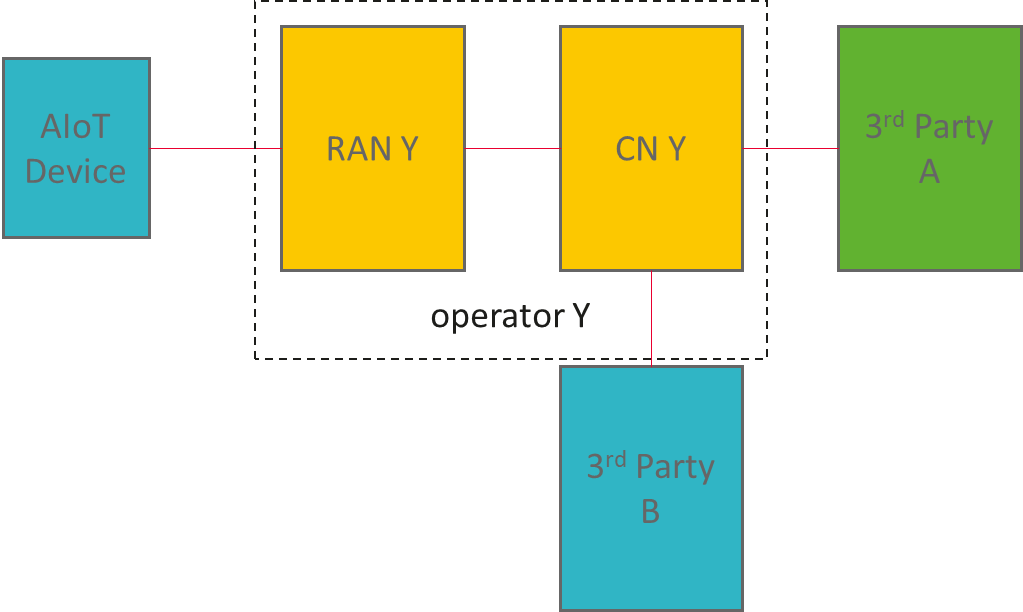 AIoT
Device
RAN Y
CN Y
3rd Party
A
operator Y
3rd Party
B